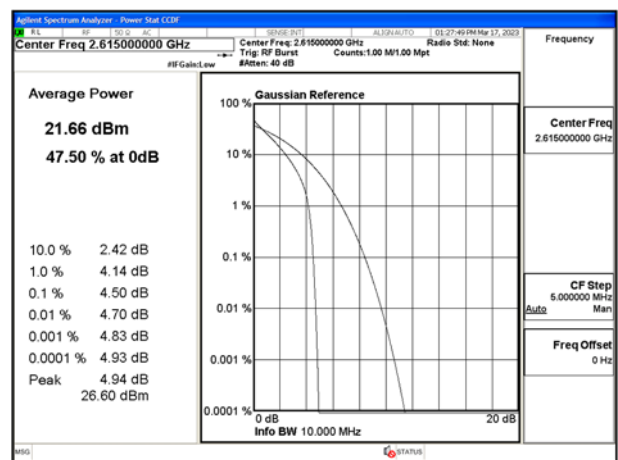 Agilent Spectrum Analyzer - Power Stat CCDF
RL RF 50 Ω AC SENSE:INT ALIGNAUTO 01:27:49 PM Mar 17, 2023
Center Freq 2.615000000 GHz
Center Freq: 2.615000000 GHz Radio Std: None
Trig: RF Burst Counts:1.00 M/1.00 Mpt
#IFGain:Low #Atten: 40 dB
Frequency
Average Power
21.66 dBm
47.50 % at 0dB
10.0 % 2.42 dB
1.0 % 4.14 dB
0.1 % 4.50 dB
0.01 % 4.70 dB
0.001 % 4.83 dB
0.0001 % 4.93 dB
Peak 4.94 dB
26.60 dBm
Gaussian Reference
100 %
10 %
1 %
0.1 %
0.01 %
0.001 %
0.0001 %
0 dB 20 dB
Info BW 10.000 MHz
Center Freq
2.615000000 GHz
CF Step
5.000000 MHz
Auto Man
Freq Offset
0 Hz
MSG STATUS